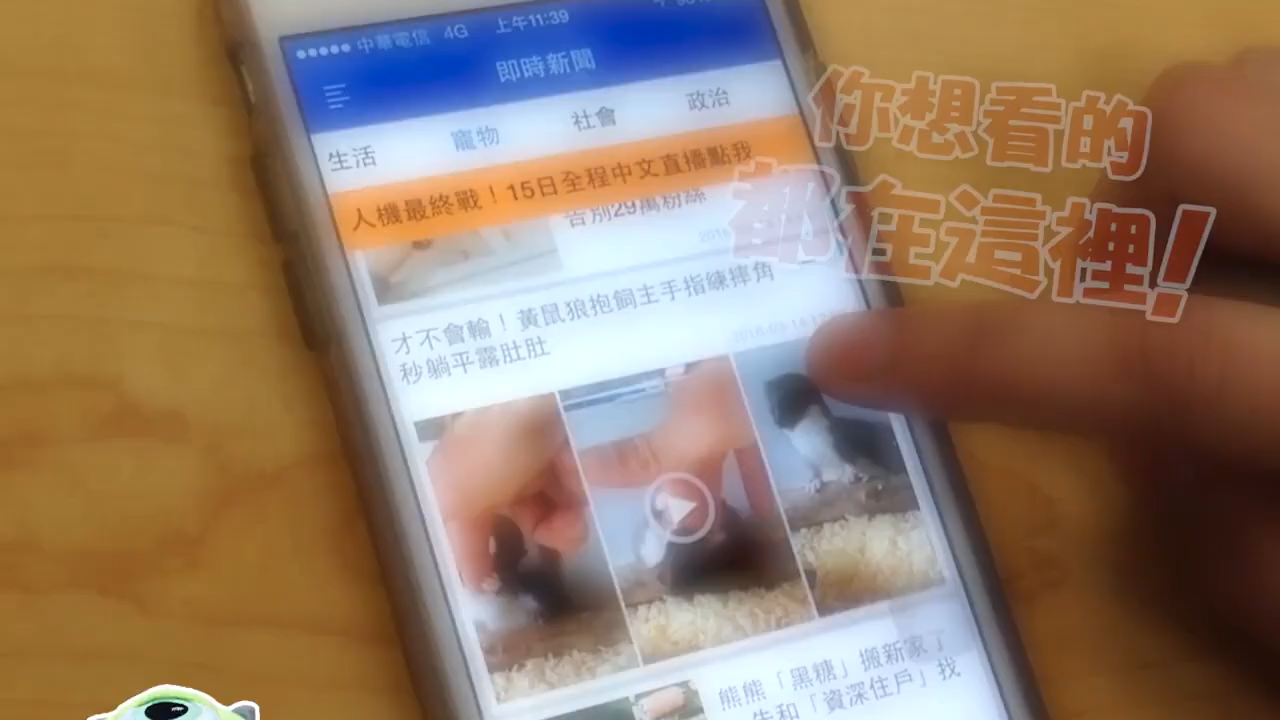 中華電信 4G 上午11:39
即時新聞
生活 寵物 社會 政治
人機最終戰！15日全程中文直播點我
告別29萬粉絲
才不會輸！黃鼠狼抱飼主手指練摔角
秒躺平露肚肚
熊熊「黑糖」搬新家了
和「資深住戶」找
你想看的
都在這裡!